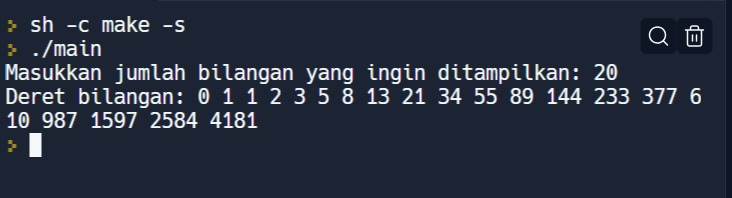 > sh -c make -s
> ./main
Masukkan jumlah bilangan yang ingin ditampilkan: 20
Deret bilangan: 0 1 1 2 3 5 8 13 21 34 55 89 144 233 377 6
10 987 1597 2584 4181
>